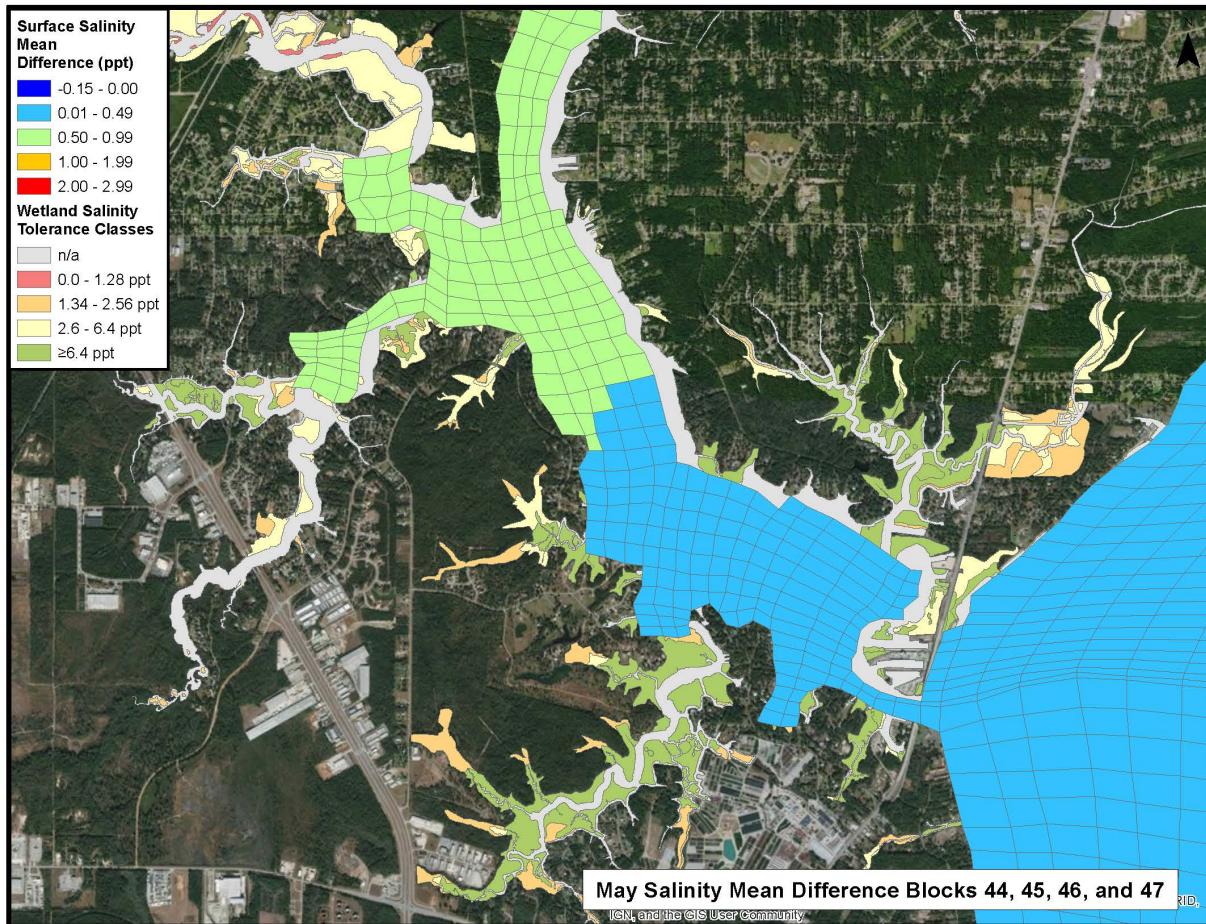 Surface Salinity
Mean
Difference (ppt)
-0.15 - 0.00
0.01 - 0.49
0.50 - 0.99
1.00 - 1.99
2.00 - 2.99
Wetland Salinity
Tolerance Classes
n/a
0.0 - 1.28 ppt
1.34 - 2.56 ppt
2.6 - 6.4 ppt
≥6.4 ppt
N
May Salinity Mean Difference Blocks 44, 45, 46, and 47
RID,
IGN, and the GIS User Community